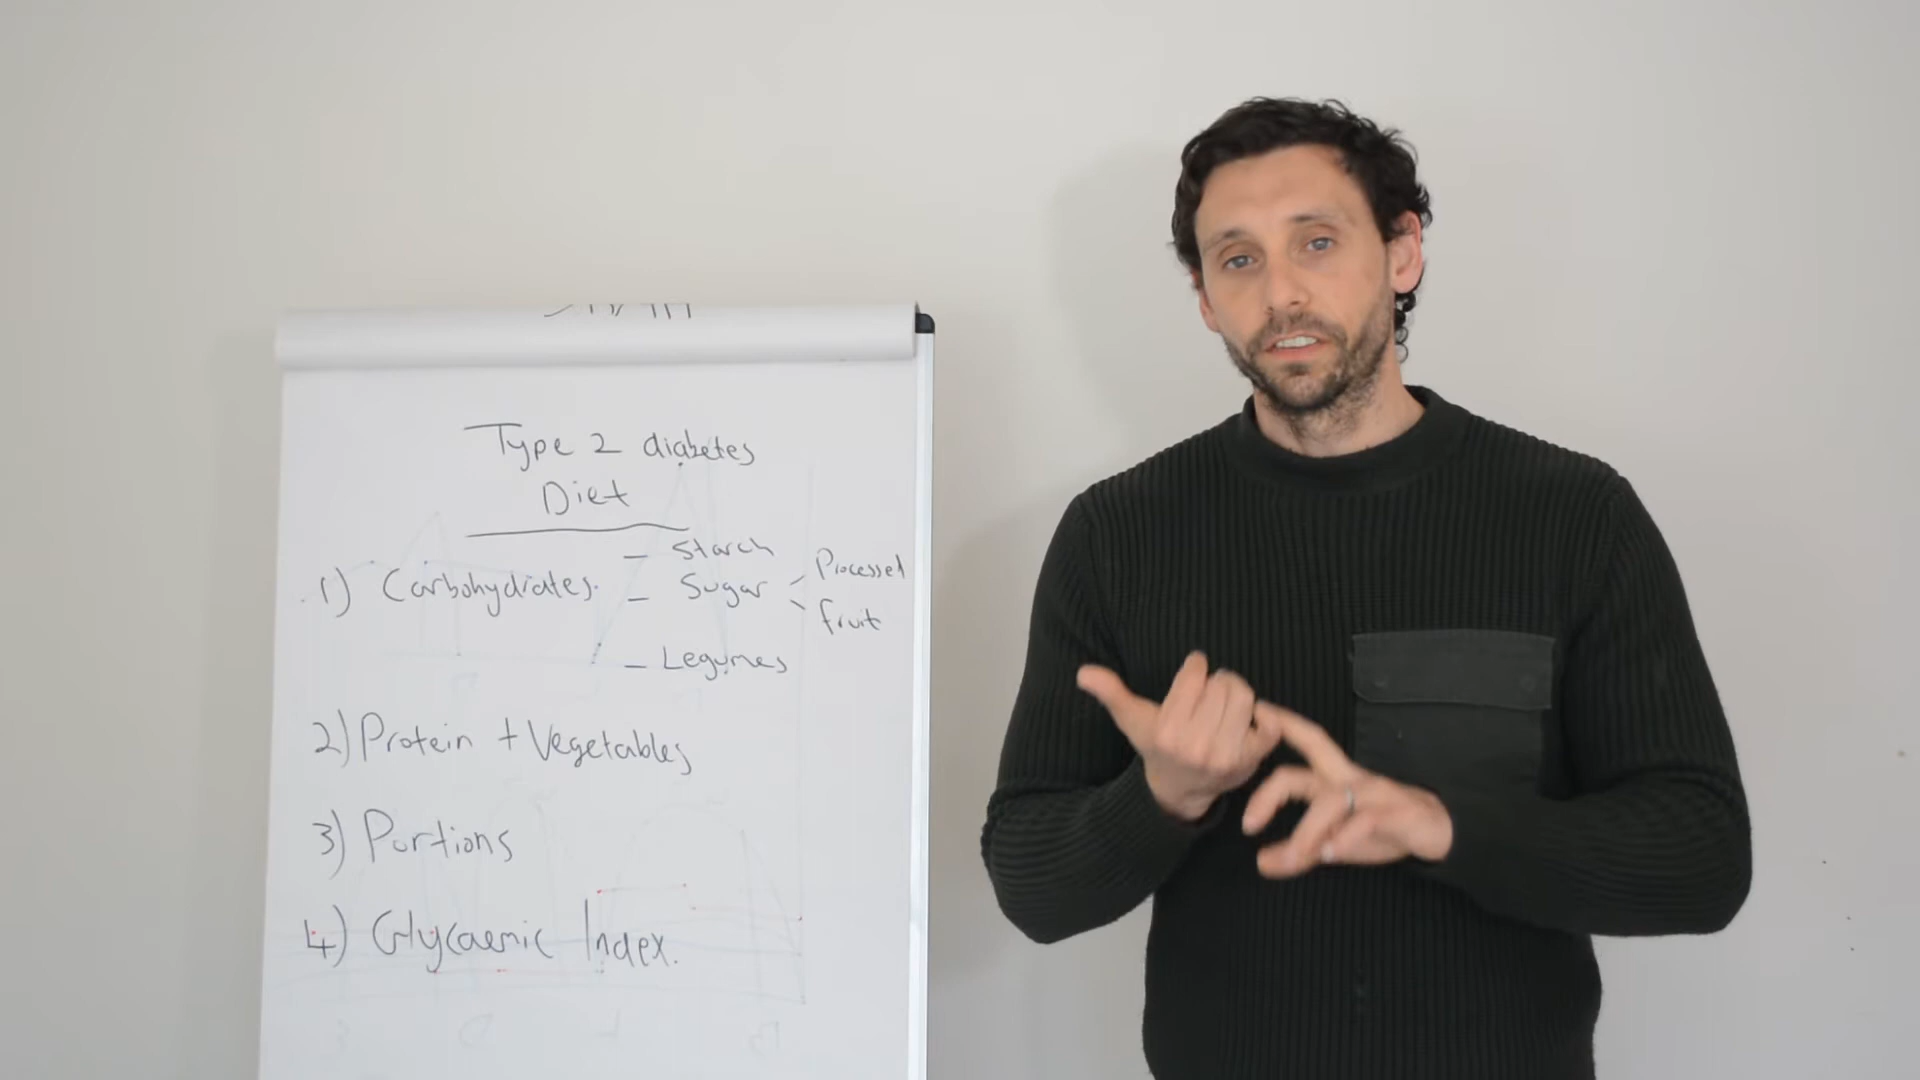 Type 2 diabetes
Diet
1) Carbohydrates.
- Starch
- Sugar
Processed
fruit
- Legumes
2) Protein + Vegetables
3) Portions
4) Glycaemic Index.